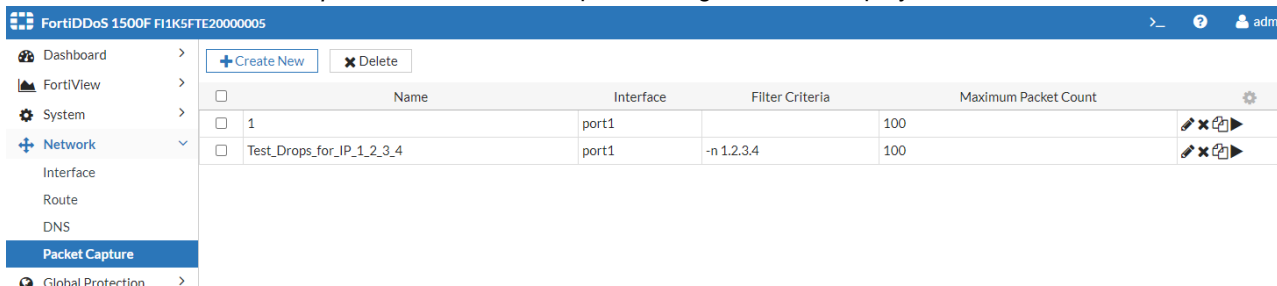 FortiDDoS 1500F FI1K5FTE20000005 >_ ? adm
Dashboard >
FortiView >
System >
Network
Interface
Route
DNS
Packet Capture
Global Protection >
+Create New Delete
Name Interface Filter Criteria Maximum Packet Count
1 port1 100
Test_Drops_for_IP_1_2_3_4 port1 -n 1.2.3.4 100